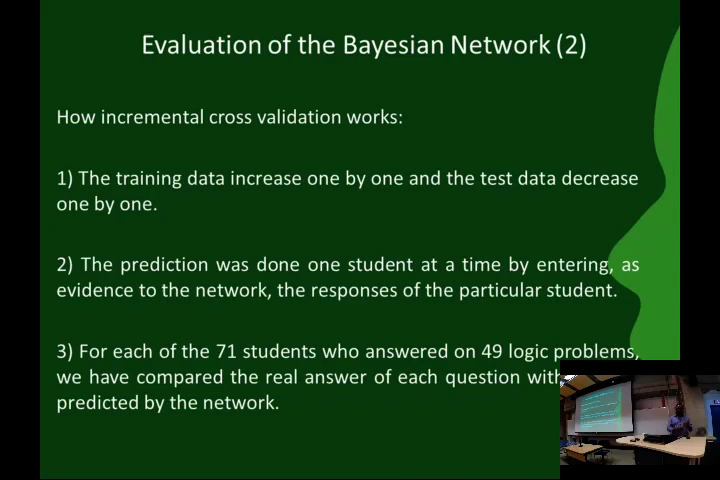 Evaluation of the Bayesian Network (2)
How incremental cross validation works:
1) The training data increase one by one and the test data decrease
one by one.
2) The prediction was done one student at a time by entering, as
evidence to the network, the responses of the particular student.
3) For each of the 71 students who answered on 49 logic problems,
we have compared the real answer of each question with
predicted by the network.